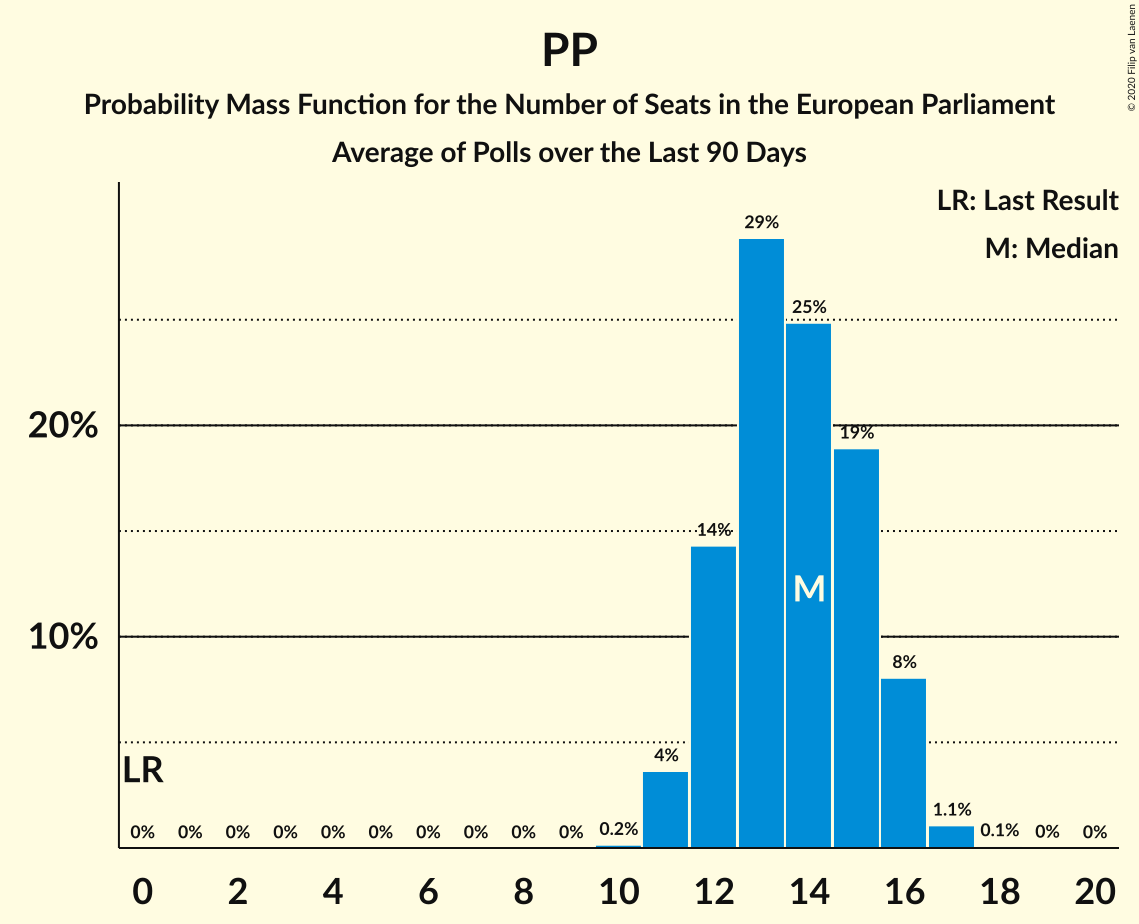 PP
Probability Mass Function for the Number of Seats in the European Parliament
Average of Polls over the Last 90 Days
© 2020 Filip van Laenen
LR: Last Result
M: Median
29%
25%
20%
19%
14%
M
10%
8%
4%
LR
1.1%
0% 0% 0% 0% 0% 0% 0% 0% 0% 0% 0.2% 0.1% 0% 0%
0 2 4 6 8 10 12 14 16 18 20